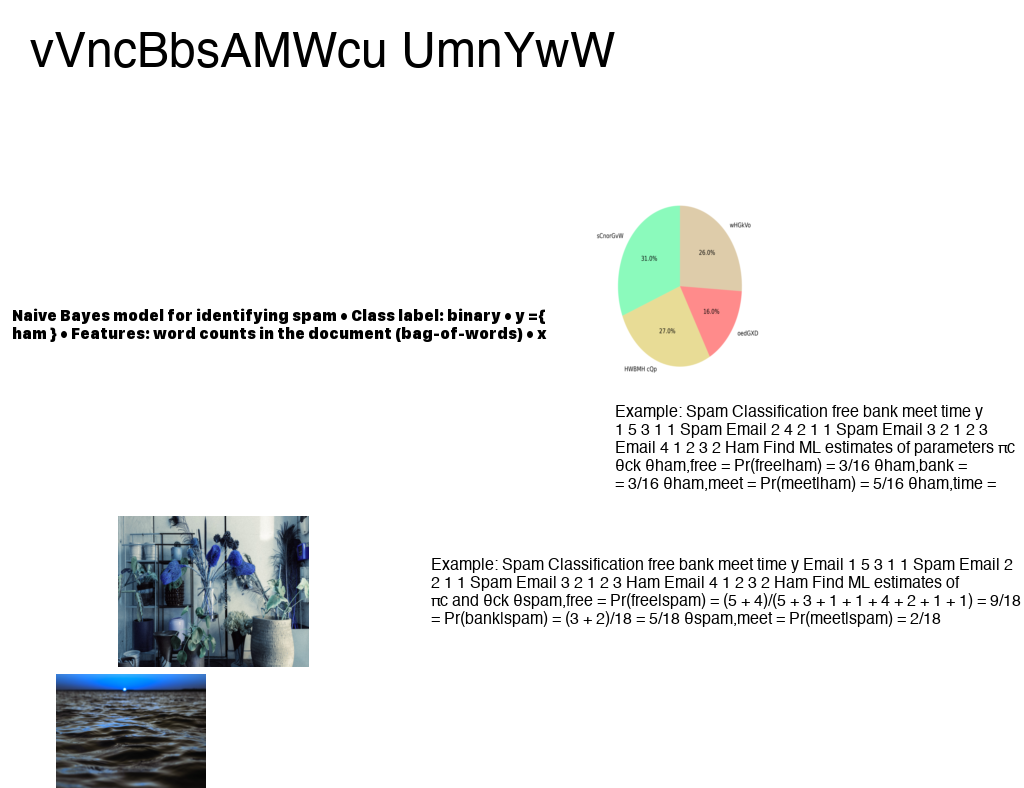 vVncBbsAMWcu UmnYwW
sCnorGvW
wHGkVo
31.0%
26.0%
16.0%
27.0%
oedGXD
HWBMH cQp
Naive Bayes model for identifying spam • Class label: binary • y ={
ham } • Features: word counts in the document (bag-of-words) • x
Example: Spam Classification free bank meet time y
1 5 3 1 1 Spam Email 2 4 2 1 1 Spam Email 3 2 1 2 3
Email 4 1 2 3 2 Ham Find ML estimates of parameters πc
θck θham,free = Pr(free|ham) = 3/16 θham,bank =
= 3/16 θham,meet = Pr(meet|ham) = 5/16 θham,time =
Example: Spam Classification free bank meet time y Email 1 5 3 1 1 Spam Email 2
2 1 1 Spam Email 3 2 1 2 3 Ham Email 4 1 2 3 2 Ham Find ML estimates of
πc and θck θspam,free = Pr(free|spam) = (5 + 4)/(5 + 3 + 1 + 1 + 4 + 2 + 1 + 1) = 9/18
= Pr(bank|spam) = (3 + 2)/18 = 5/18 θspam,meet = Pr(meet|spam) = 2/18